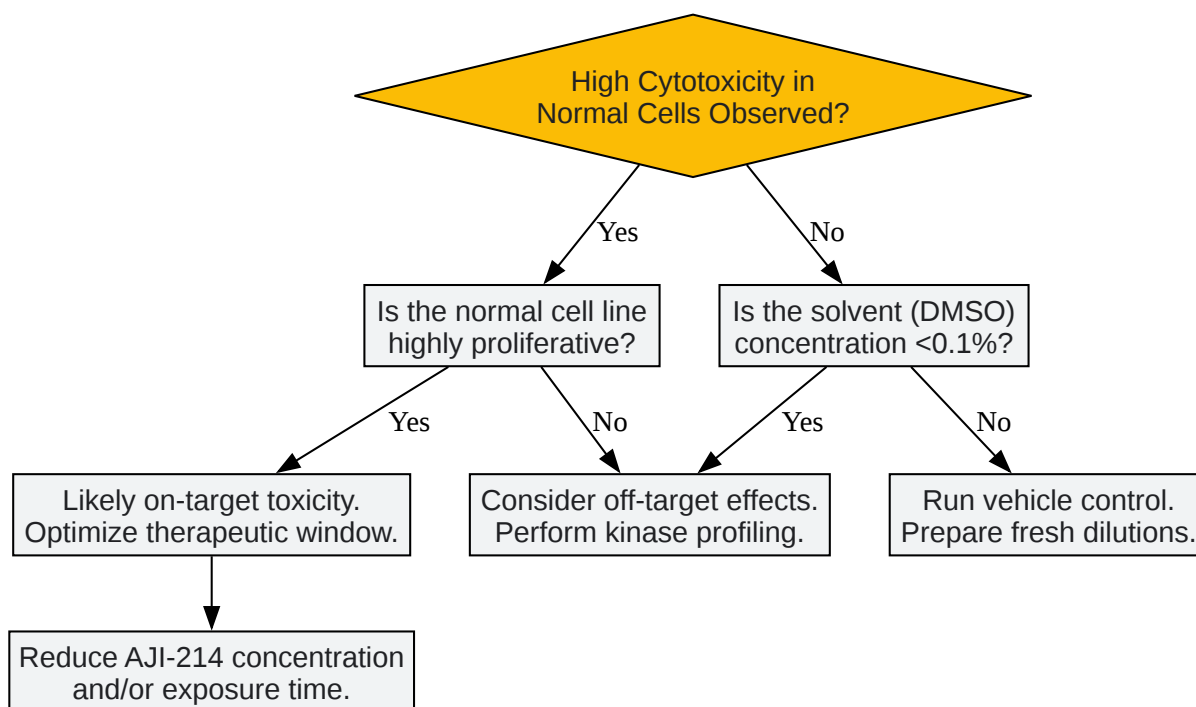 High Cytotoxicity in
Normal Cells Observed?
Yes
No
Is the normal cell line
highly proliferative?
Is the solvent (DMSO)
concentration <0.1%?
Yes
No
Yes
No
Likely on-target toxicity.
Optimize therapeutic window.
Consider off-target effects.
Perform kinase profiling.
Run vehicle control.
Prepare fresh dilutions.
Reduce AJI-214 concentration
and/or exposure time.